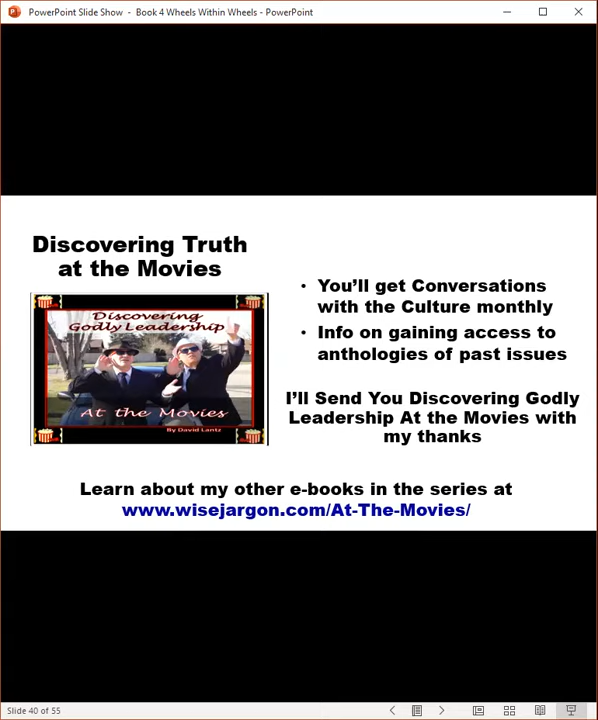 PowerPoint Slide Show - Book 4 Wheels Within Wheels - PowerPoint
Discovering Truth
at the Movies
Discovering
Godly Leadership
At the Movies
By David Lantz
• You'll get Conversations
with the Culture monthly
• Info on gaining access to
anthologies of past issues
I'll Send You Discovering Godly
Leadership At the Movies with
my thanks
Learn about my other e-books in the series at
www.wisejargon.com/At-The-Movies/
Slide 40 of 55